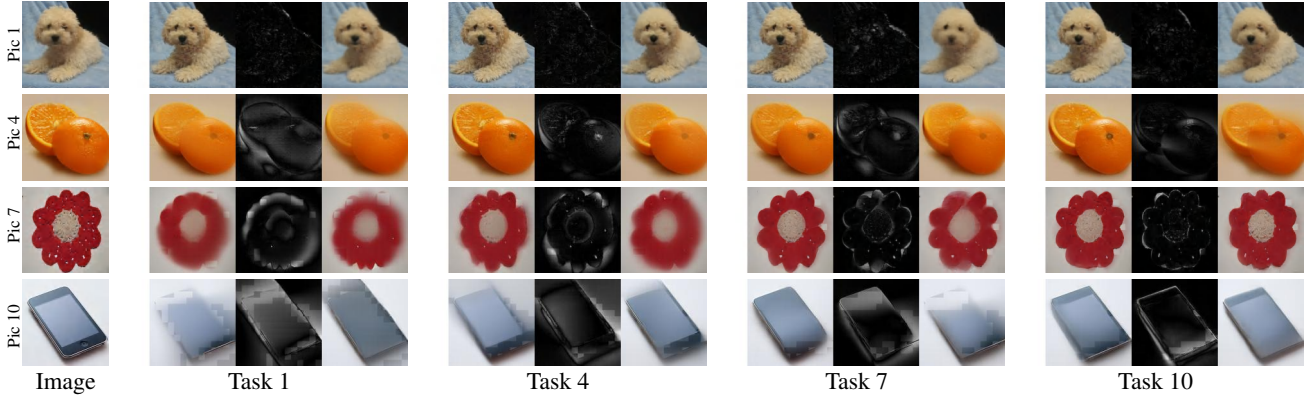 Pic 1
Pic 4
Pic 7
Pic 10
Image Task 1 Task 4 Task 7 Task 10